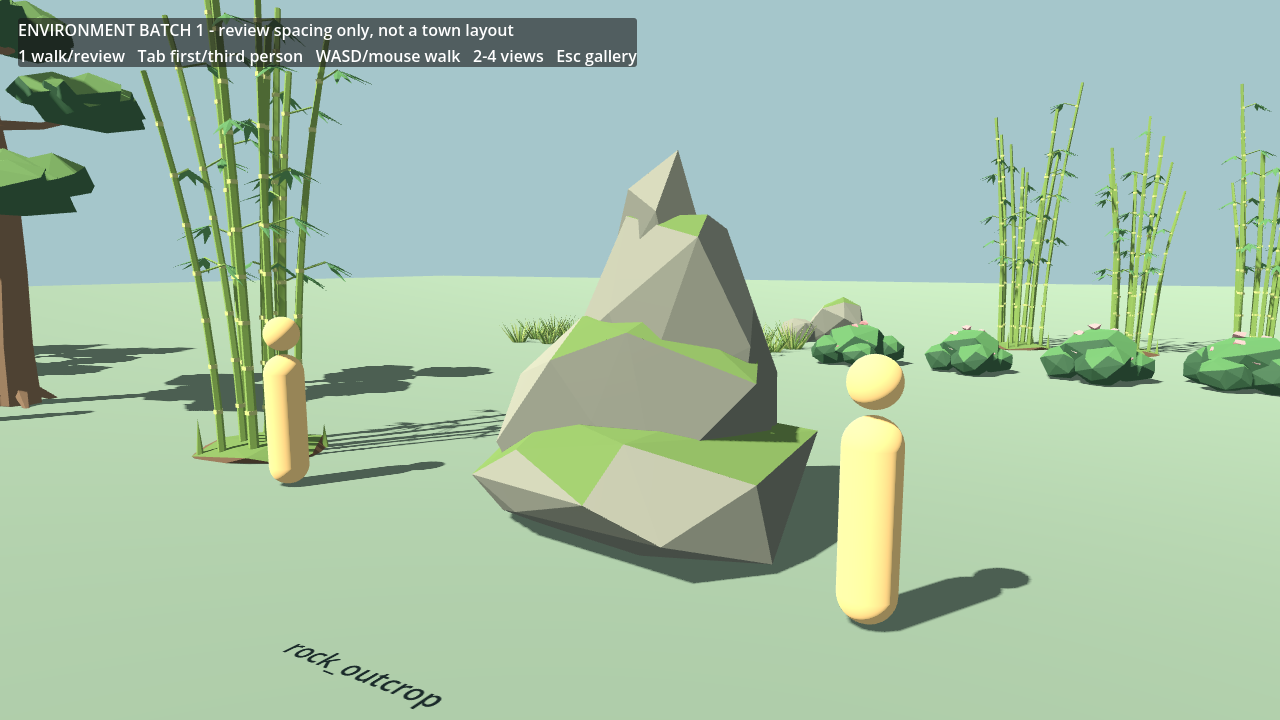 ENVIRONMENT BATCH 1 - review spacing only, not a town layout
1 walk/review Tab first/third person WASD/mouse walk 2-4 views Esc gallery
rock_outcrop